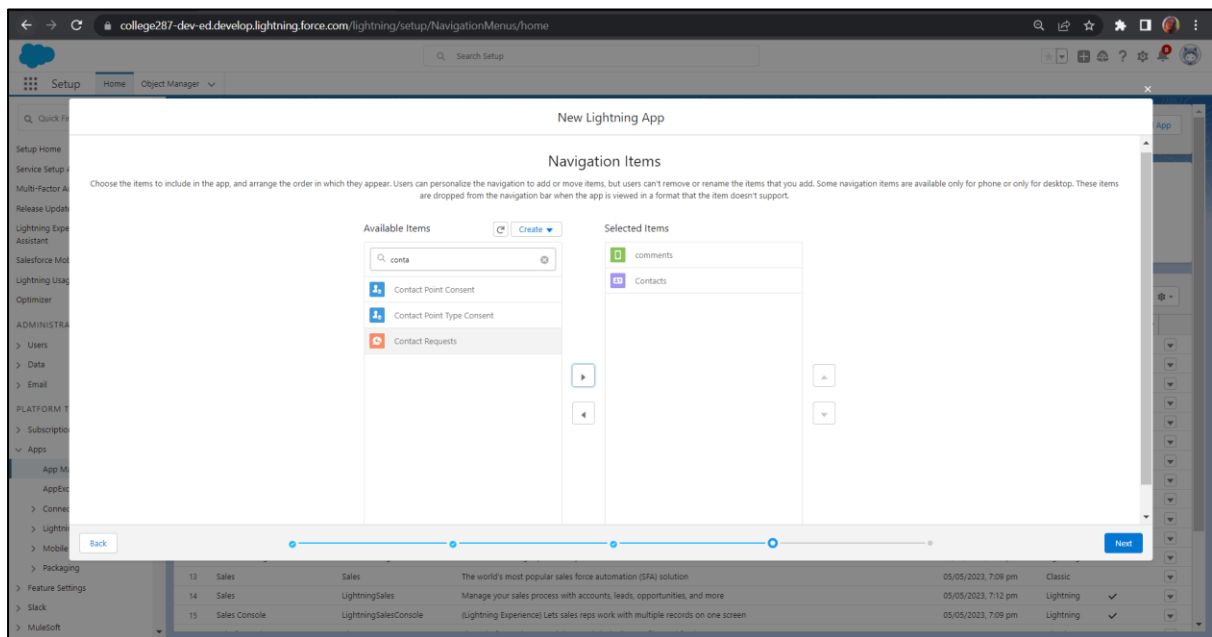 college287-dev-ed.develop.lightning.force.com/lightning/setup/NavigationMenus/home
Search Setup
Setup
Home
Object Manager
New Lightning App
Quick Fi
App
Setup Home
Service Setup A
Multi-Factor Au
Release Update
Lightning Expe
Assistant
Salesforce Mob
Lightning Usag
Optimizer
ADMINISTRA
Users
Data
Email
PLATFORM T
Subscriptio
Apps
App Ma
AppExc
Connec
Lightni
Mobile
Packaging
Feature Settings
Slack
MuleSoft
Navigation Items
Choose the items to include in the app, and arrange the order in which they appear. Users can personalize the navigation to add or move items, but users can't remove or rename the items that you add. Some navigation items are available only for phone or only for desktop. These items
are dropped from the navigation bar when the app is viewed in a format that the item doesn't support.
Available Items
Create
Selected Items
conta
Contact Point Consent
Contact Point Type Consent
Contact Requests
comments
Contacts
Back
Next
13 Sales Sales The world's most popular sales force automation (SFA) solution 05/05/2023, 7:09 pm Classic
14 Sales LightningSales Manage your sales process with accounts, leads, opportunities, and more 05/05/2023, 7:12 pm Lightning
15 Sales Console LightningSalesConsole (Lightning Experience) Lets sales reps work with multiple records on one screen 05/05/2023, 7:09 pm Lightning